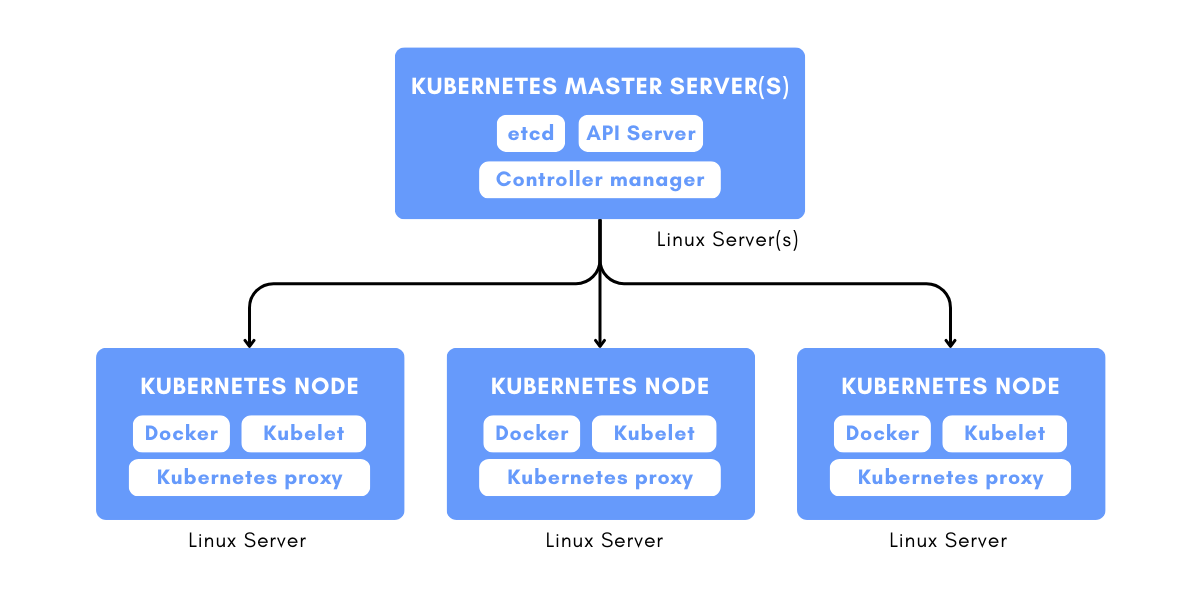 KUBERNETES MASTER SERVER(S)
etcd API Server
Controller manager
Linux Server(s)
KUBERNETES NODE
Docker Kubelet
Kubernetes proxy
Linux Server
KUBERNETES NODE
Docker Kubelet
Kubernetes proxy
Linux Server
KUBERNETES NODE
Docker Kubelet
Kubernetes proxy
Linux Server